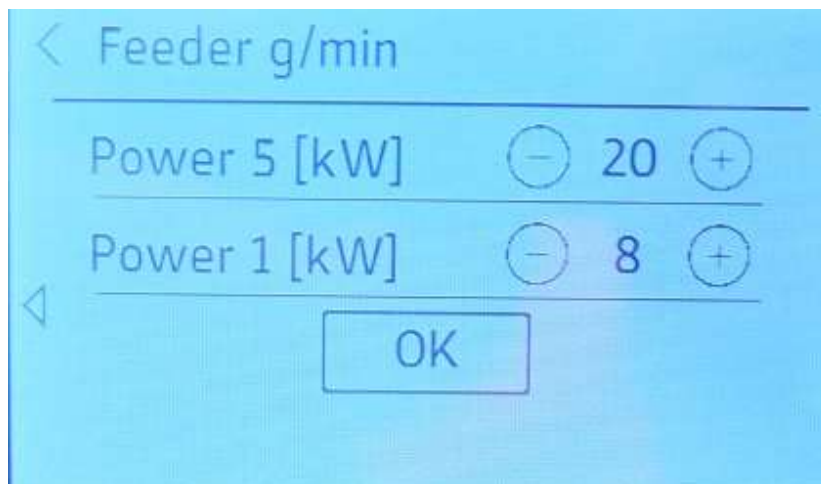 < Feeder g/min
Power 5 [kW] - 20 +
Power 1 [kW] - 8 +
OK